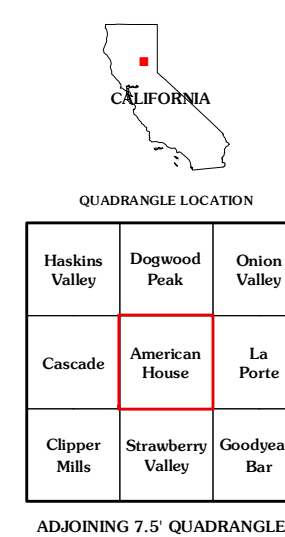 CALIFORNIA
QUADRANGLE LOCATION
Haskins
Valley
Dogwood
Peak
Onion
Valley
Cascade
American
House
La
Porte
Clipper
Mills
Strawberry
Valley
Goodyea
Bar
ADJOINING 7.5' QUADRANGLE